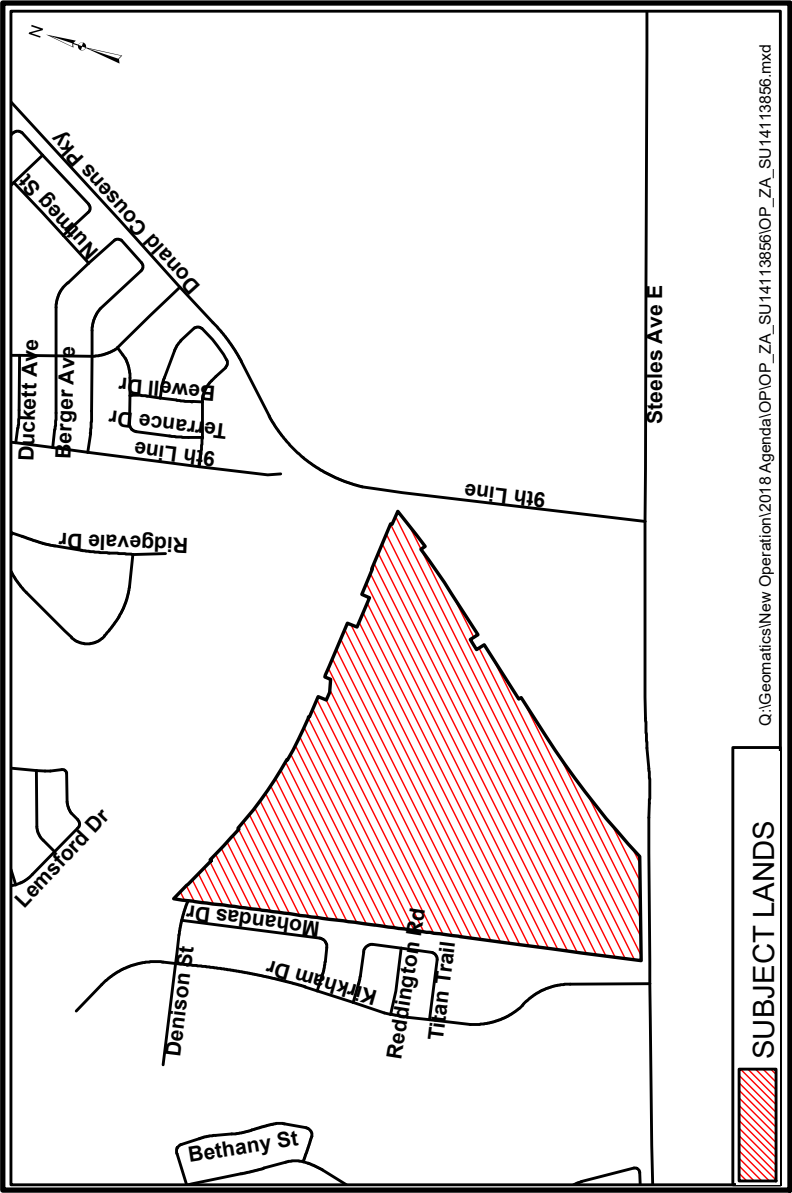 N
Donald Cousens Pky
Nutmeg St
Duckett Ave
Berger Ave
Bewell Dr
Terrance Dr
9th Line
Ridgevale Dr
9th Line
Steeles Ave E
Lemsford Dr
Mohandas Dr
Denison St
Kirkham Dr
Reddington Rd
Titan Trail
Bethany St
SUBJECT LANDS
Q:\Geomatics\New Operation\2018 Agenda\OP\OP_ZA_SU14113856\OP_ZA_SU14113856.mxd